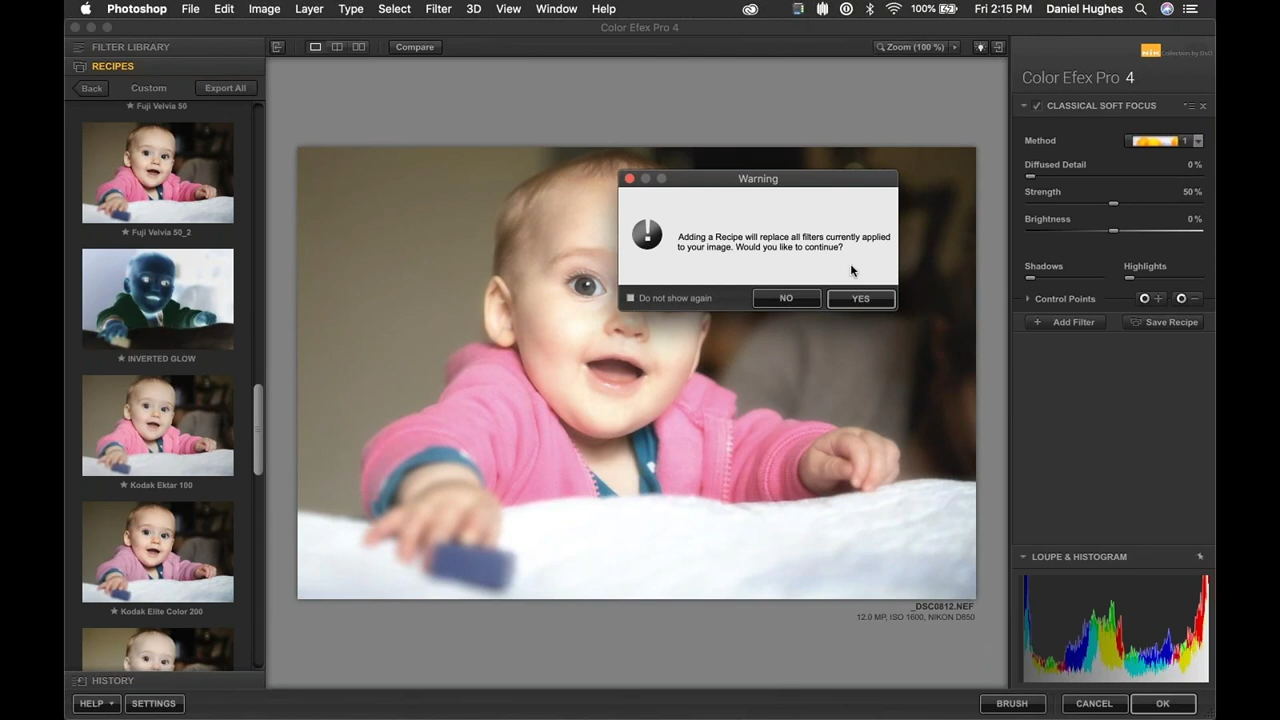 Photoshop File Edit Image Layer Type Select Filter 3D View Window Help 100% Fri 2:15 PM Daniel Hughes
Color Efex Pro 4
FILTER LIBRARY
RECIPES
Back Custom Export All
Compare
Zoom (100 %)
Fuji Velvia 50
Fuji Velvia 50_2
INVERTED GLOW
Kodak Ektar 100
Kodak Elite Color 200
HISTORY
HELP SETTINGS
Warning
Adding a Recipe will replace all filters currently applied
to your image. Would you like to continue?
Do not show again NO YES
_DSC0812.NEF
12.0 MP, ISO 1600, NIKON D850
Nik Collection by DxO
Color Efex Pro 4
CLASSICAL SOFT FOCUS
Method 1
Diffused Detail 0 %
Strength 50 %
Brightness 0 %
Shadows Highlights
Control Points
Add Filter Save Recipe
LOUPE & HISTOGRAM
BRUSH CANCEL OK